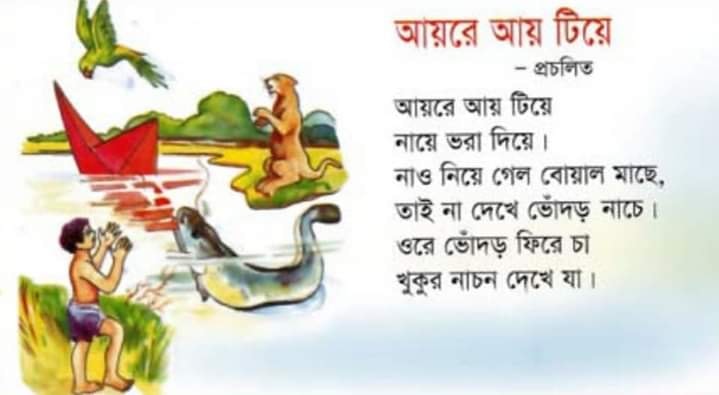 আয়রে আয় টিয়ে
– প্রচলিত
আয়রে আয় টিয়ে
নায়ে ভরা দিয়ে।
নাও নিয়ে গেল বোয়াল মাছে,
তাই না দেখে ভোঁদড় নাচে।
ওরে ভোঁদড় ফিরে চা
খুকুর নাচন দেখে যা।